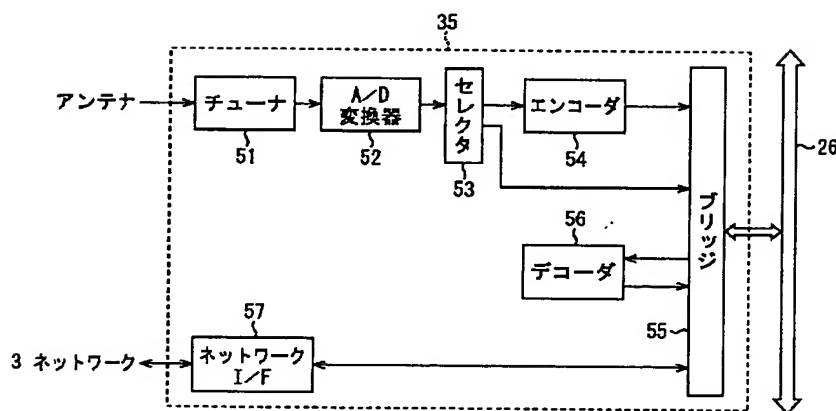 35
アンテナ
チューナ
51
A/D
変換器
52
セレクタ
53
エンコーダ
54
26
ブリッジ
55
56
デコーダ
57
3 ネットワーク
ネットワーク
I/F